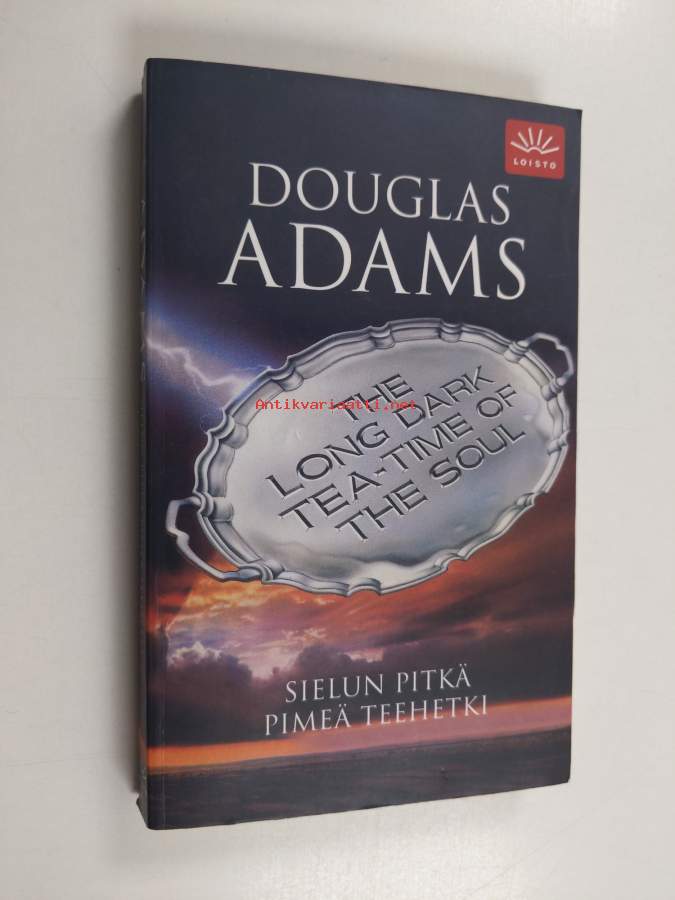 LOISTO
DOUGLAS
ADAMS
THE
LONG DARK
TEA-TIME OF
THE SOUL
Antikvariaatti.net
SIELUN PITKÄ
PIMEÄ TEEHETKI